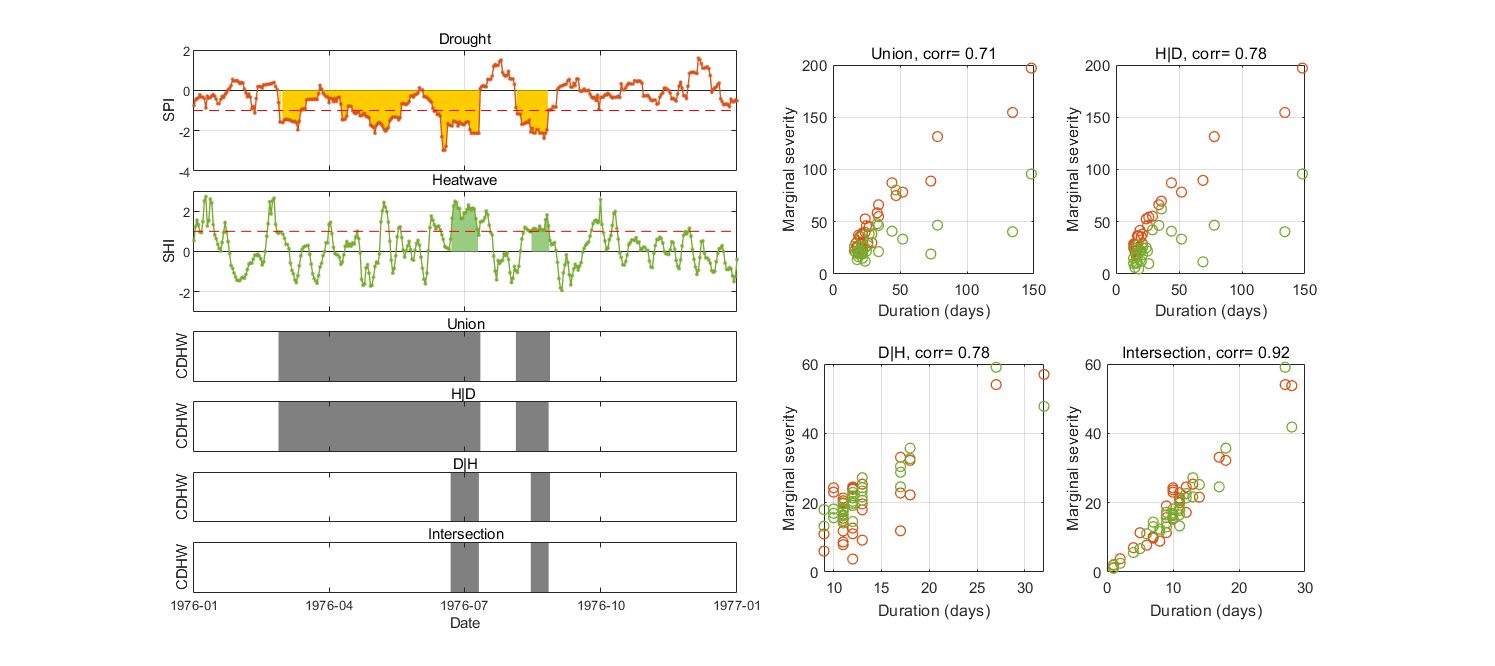 Drought
2
0
-2
-4
SPI
Heatwave
2
0
-2
SHI
Union
CDHW
H|D
CDHW
D|H
CDHW
Intersection
CDHW
1976-01 1976-04 1976-07 1976-10 1977-01
Date
Union, corr= 0.71
200
150
100
50
0
Marginal severity
0 50 100 150
Duration (days)
H|D, corr= 0.78
200
150
100
50
0
Marginal severity
0 50 100 150
Duration (days)
D|H, corr= 0.78
60
40
20
0
Marginal severity
10 15 20 25 30
Duration (days)
Intersection, corr= 0.92
60
40
20
0
Marginal severity
0 10 20 30
Duration (days)